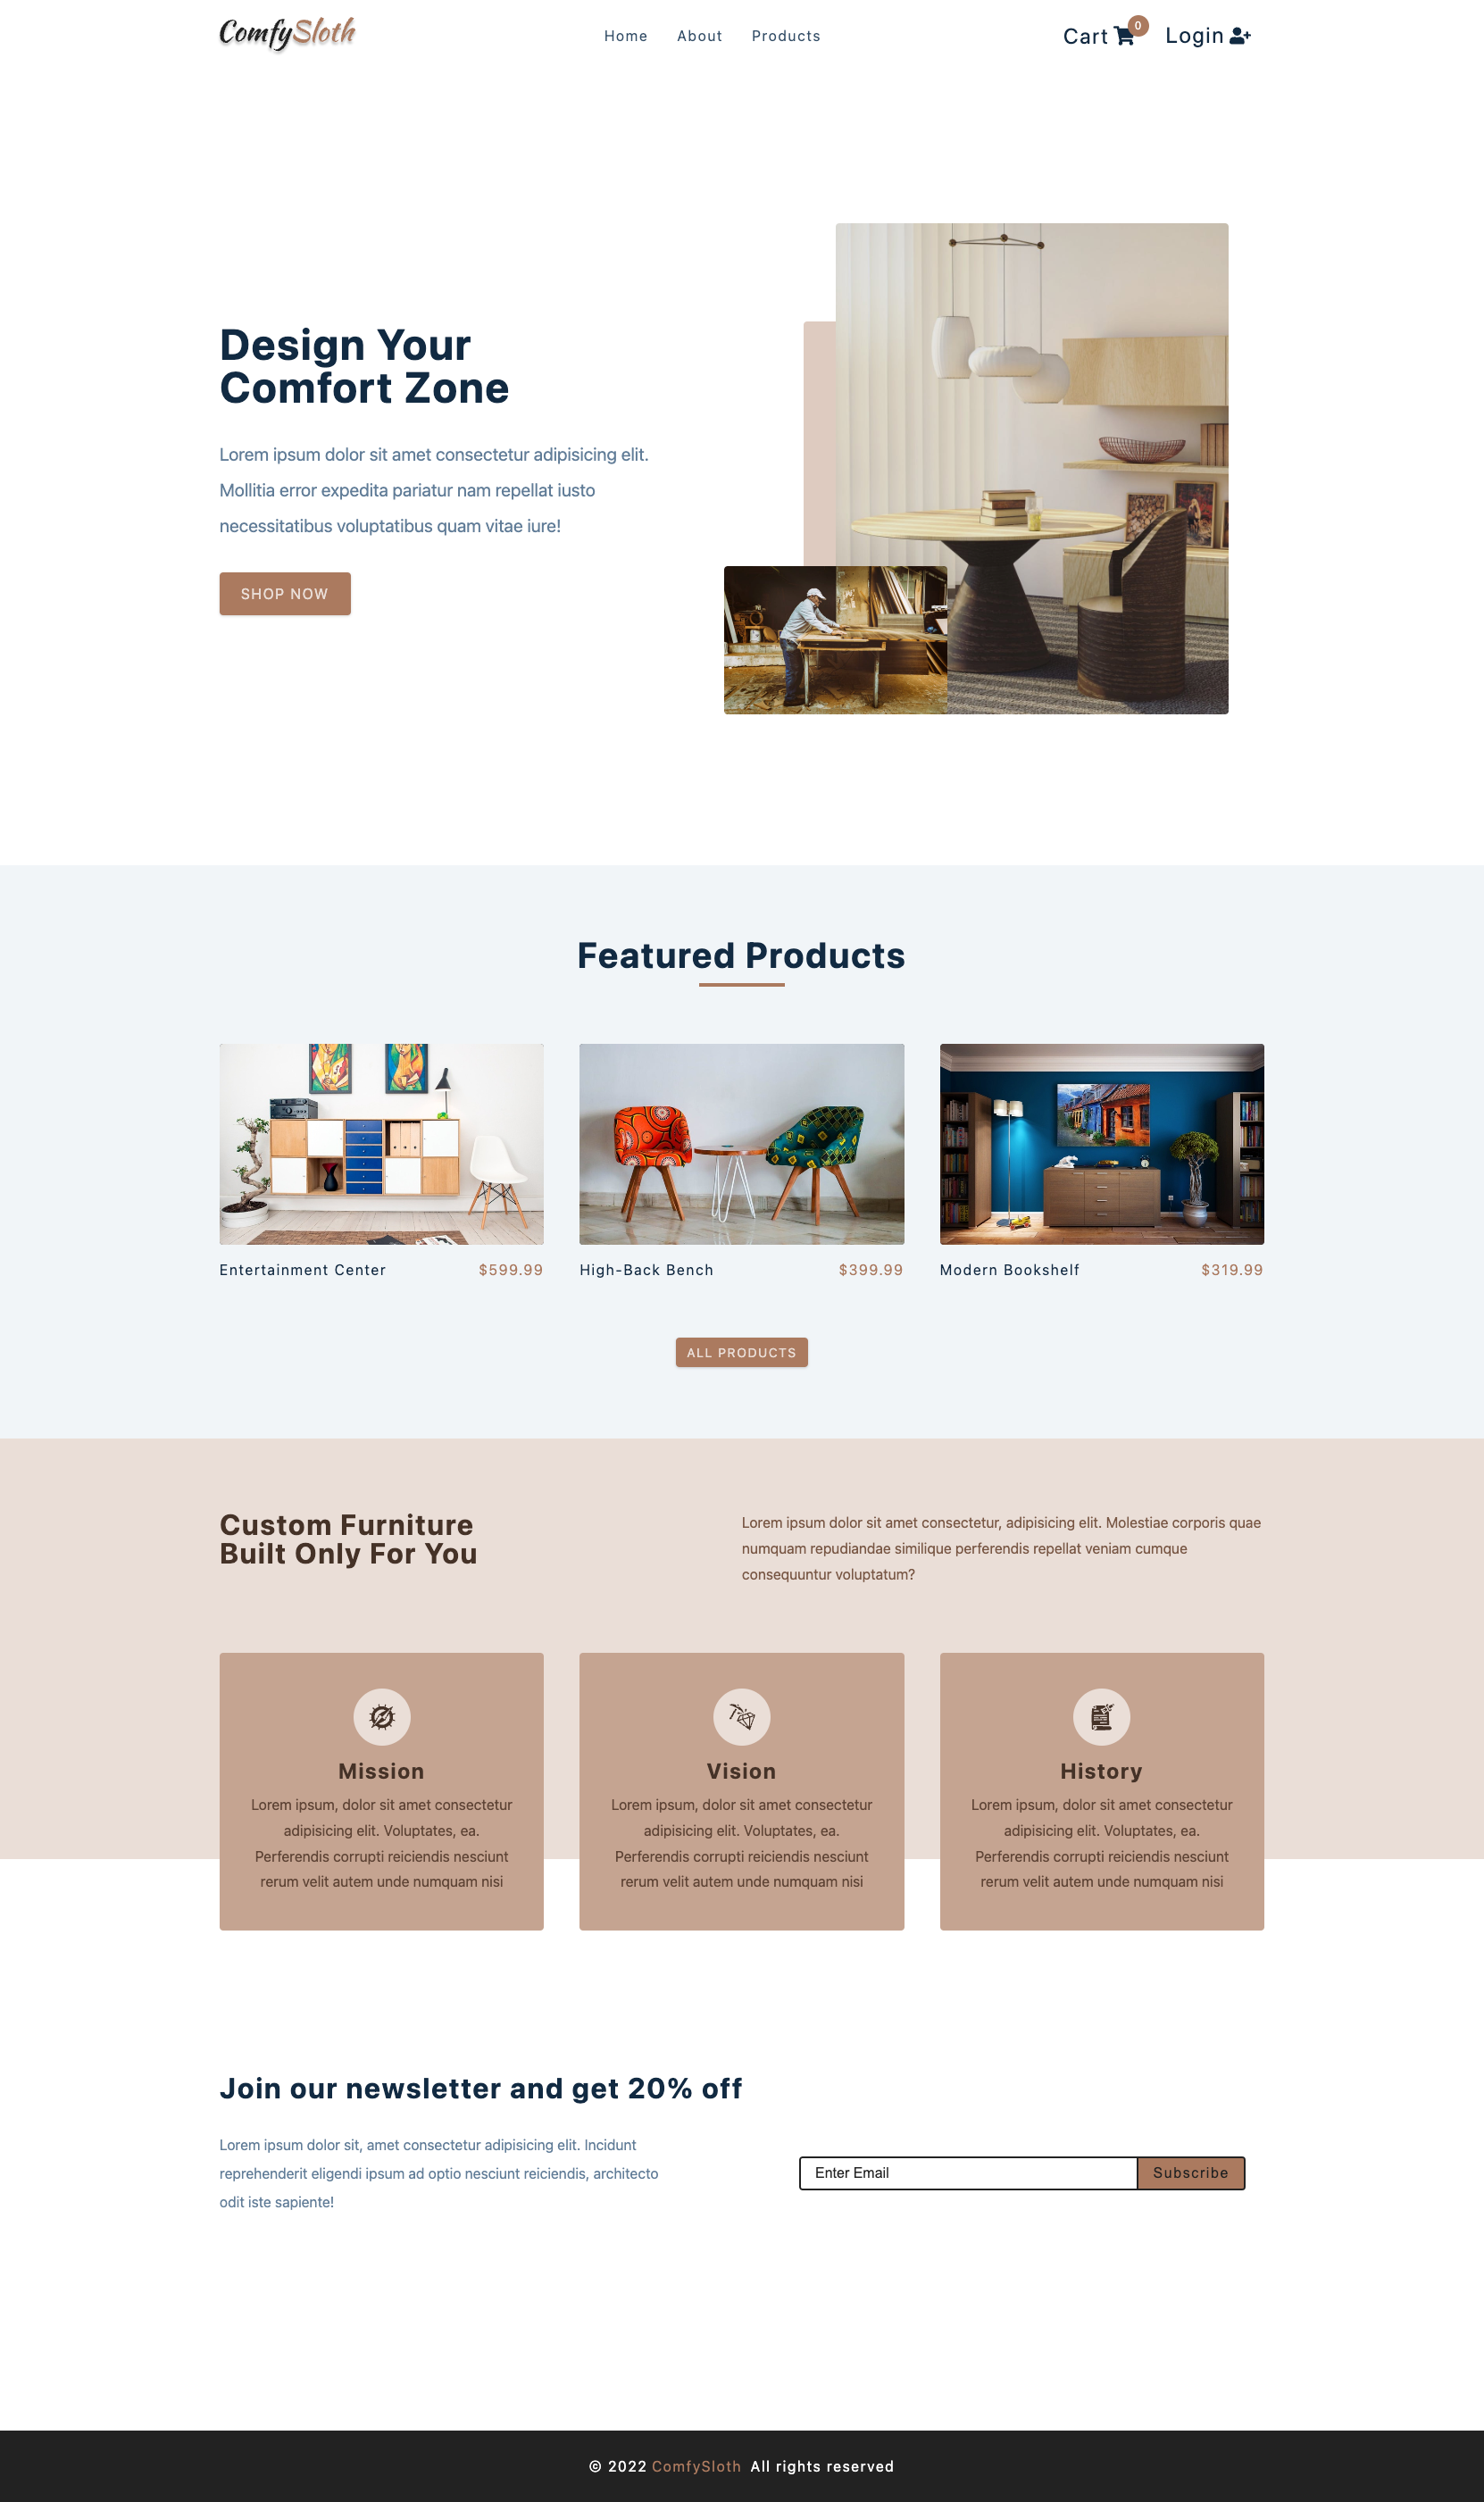 ComfySloth
Home About Products
Cart 0 Login
Design Your
Comfort Zone
Lorem ipsum dolor sit amet consectetur adipisicing elit.
Mollitia error expedita pariatur nam repellat iusto
necessitatibus voluptatibus quam vitae iure!
SHOP NOW
Featured Products
Entertainment Center $599.99
High-Back Bench $399.99
Modern Bookshelf $319.99
ALL PRODUCTS
Custom Furniture
Built Only For You
Lorem ipsum dolor sit amet consectetur, adipisicing elit. Molestiae corporis quae
numquam repudiandae similique perferendis repellat veniam cumque
consequuntur voluptatum?
Mission
Lorem ipsum, dolor sit amet consectetur
adipisicing elit. Voluptates, ea.
Perferendis corrupti reiciendis nesciunt
rerum velit autem unde numquam nisi
Vision
Lorem ipsum, dolor sit amet consectetur
adipisicing elit. Voluptates, ea.
Perferendis corrupti reiciendis nesciunt
rerum velit autem unde numquam nisi
History
Lorem ipsum, dolor sit amet consectetur
adipisicing elit. Voluptates, ea.
Perferendis corrupti reiciendis nesciunt
rerum velit autem unde numquam nisi
Join our newsletter and get 20% off
Lorem ipsum dolor sit, amet consectetur adipisicing elit. Incidunt
reprehenderit eligendi ipsum ad optio nesciunt reiciendis, architecto
odit iste sapiente!
Enter Email
Subscribe
© 2022 ComfySloth All rights reserved